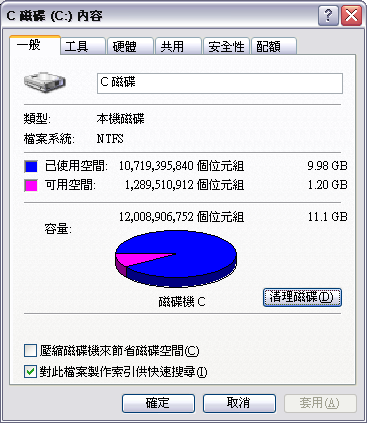 C 磁碟 (C:) 內容
一般 工具 硬體 共用 安全性 配額
C 磁碟
類型: 本機磁碟
檔案系統: NTFS
已使用空間: 10,719,395,840 個位元組 9.98 GB
可用空間: 1,289,510,912 個位元組 1.20 GB
容量: 12,008,906,752 個位元組 11.1 GB
磁碟機 C
清理磁碟(D)
壓縮磁碟機來節省磁碟空間(C)
對此檔案製作索引供快速搜尋(I)
確定 取消 套用(A)